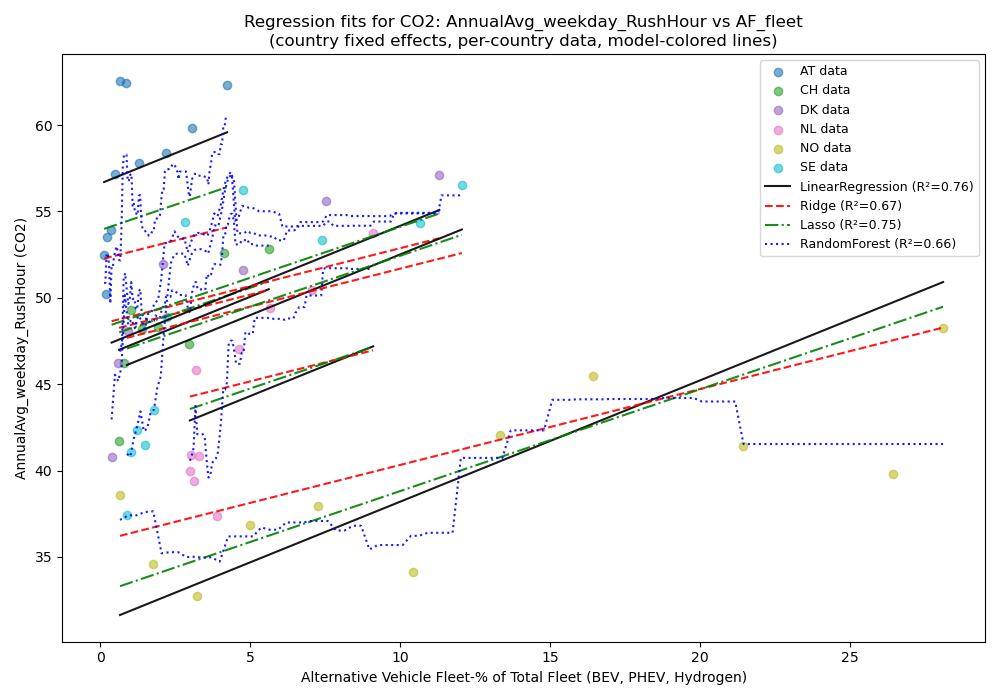 Regression fits for CO2: AnnualAvg_weekday_RushHour vs AF_fleet
(country fixed effects, per-country data, model-colored lines)
AT data
CH data
DK data
NL data
NO data
SE data
LinearRegression (R²=0.76)
Ridge (R²=0.67)
Lasso (R²=0.75)
RandomForest (R²=0.66)
AnnualAvg_weekday_RushHour (CO2)
60
55
50
45
40
35
0 5 10 15 20 25
Alternative Vehicle Fleet-% of Total Fleet (BEV, PHEV, Hydrogen)